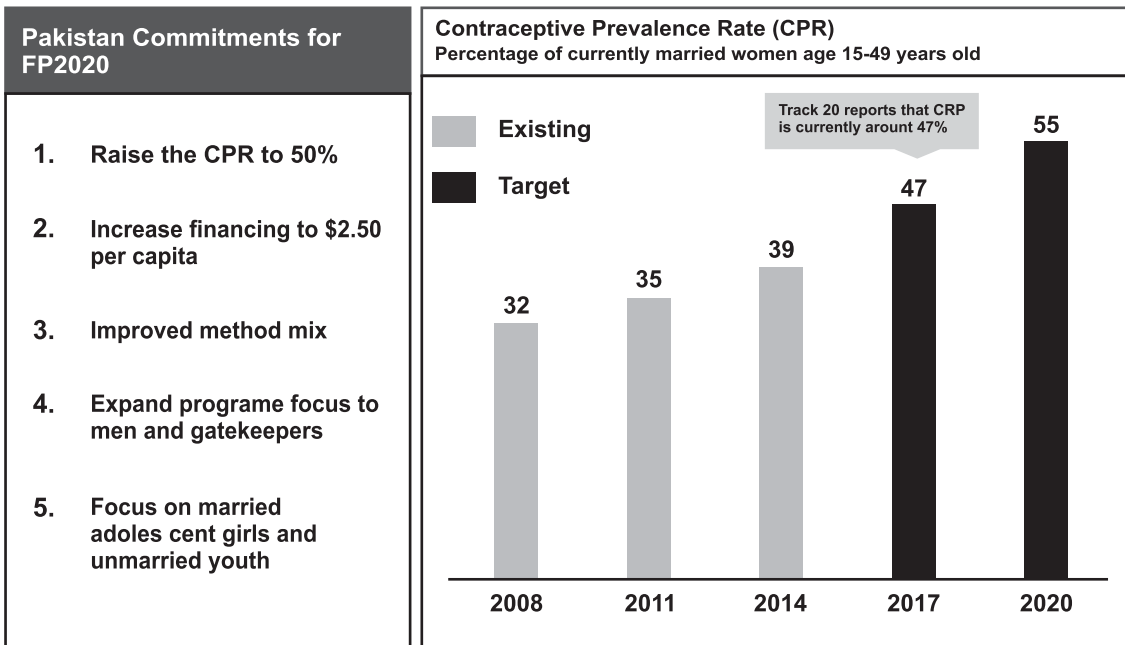 Pakistan Commitments for
FP2020
1. Raise the CPR to 50%
2. Increase financing to $2.50
per capita
3. Improved method mix
4. Expand programe focus to
men and gatekeepers
5. Focus on married
adoles cent girls and
unmarried youth
Contraceptive Prevalence Rate (CPR)
Percentage of currently married women age 15-49 years old
Existing
Target
Track 20 reports that CRP
is currently arount 47%
32
35
39
47
55
2008 2011 2014 2017 2020